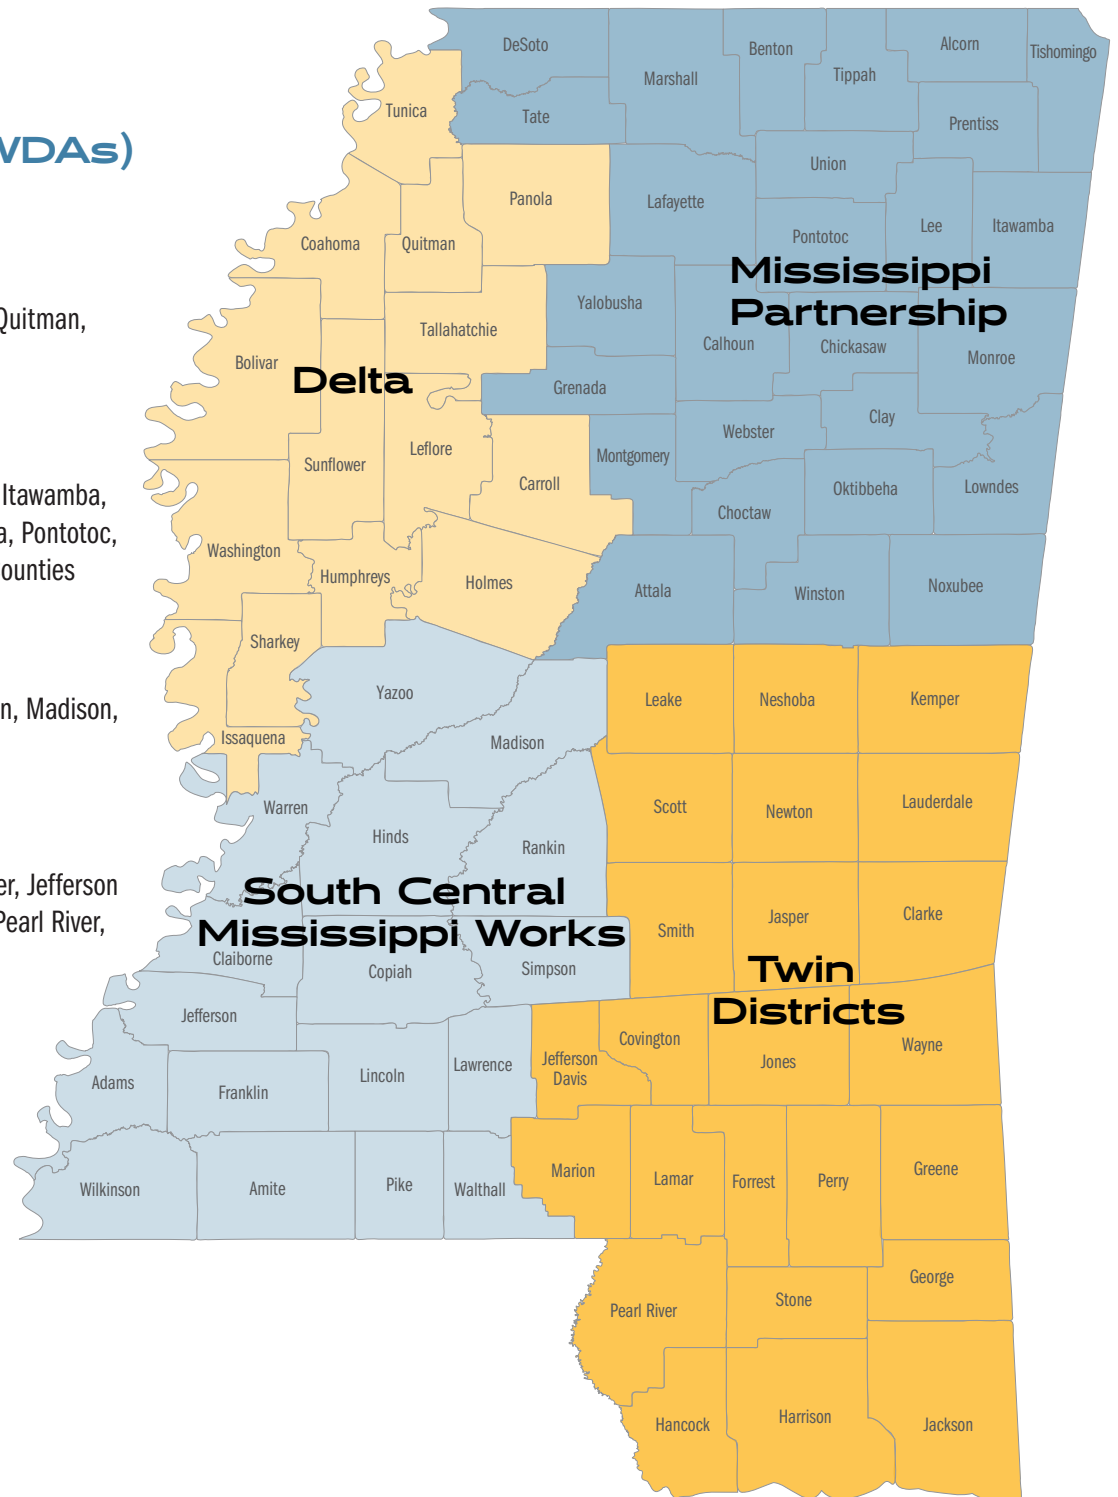 WDAs)
Quitman,
Itawamba,
a, Pontotoc,
ounties
n, Madison,
er, Jefferson
Pearl River,
DeSoto
Marshall
Benton
Tippah
Alcorn
Tishomingo
Tunica
Tate
Prentiss
Union
Panola
Lafayette
Coahoma
Quitman
Pontotoc
Lee
Itawamba
Mississippi
Partnership
Yalobusha
Tallahatchie
Calhoun
Chickasaw
Monroe
Bolivar
Delta
Grenada
Clay
Webster
Leflore
Montgomery
Sunflower
Carroll
Oktibbeha
Lowndes
Choctaw
Washington
Humphreys
Holmes
Attala
Winston
Noxubee
Sharkey
Yazoo
Leake
Neshoba
Kemper
Issaquena
Madison
Warren
Scott
Newton
Lauderdale
Hinds
Rankin
South Central
Mississippi Works
Smith
Jasper
Clarke
Claiborne
Copiah
Simpson
Twin
Districts
Jefferson
Covington
Jones
Wayne
Lawrence
Jefferson
Davis
Adams
Franklin
Lincoln
Marion
Lamar
Forrest
Perry
Greene
Wilkinson
Amite
Pike
Walthall
George
Pearl River
Stone
Hancock
Harrison
Jackson